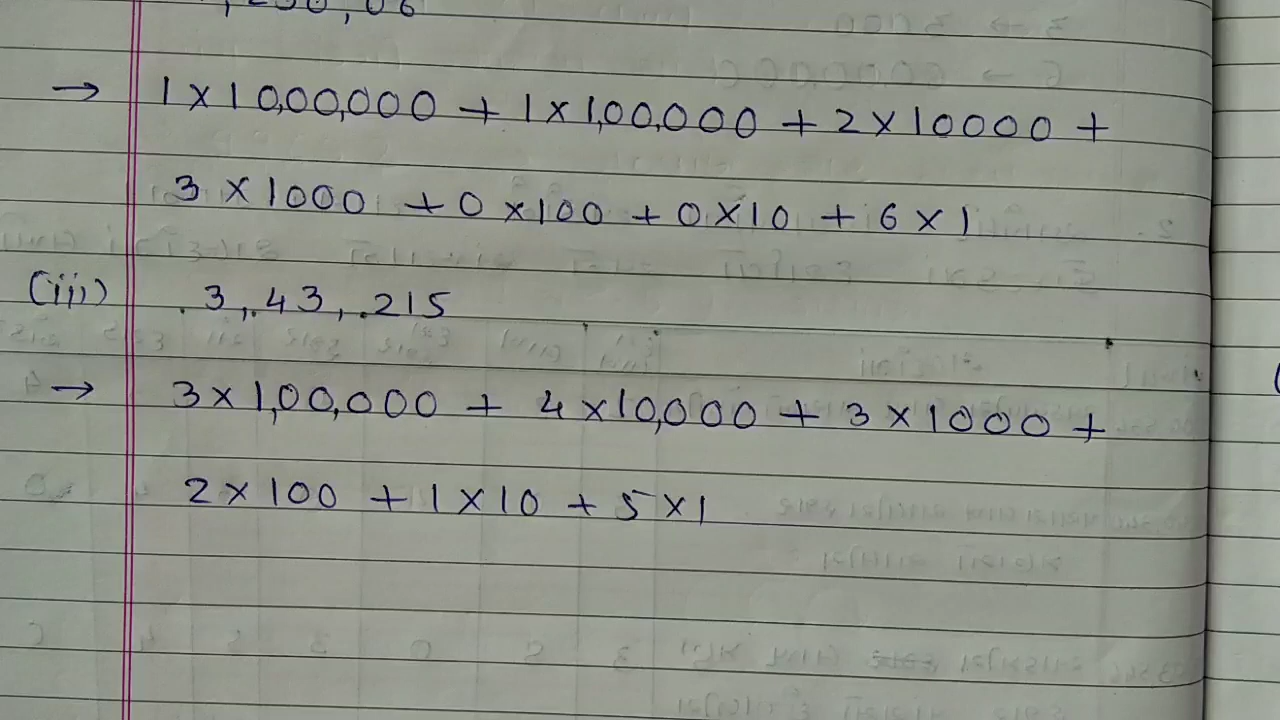 → 1 × 10,00,000 + 1 × 1,00,000 + 2 × 10000 +
3 × 1000 + 0 × 100 + 0 × 10 + 6 × 1
(iii) 3,43,215
→ 3 × 1,00,000 + 4 × 10,000 + 3 × 1000 +
2 × 100 + 1 × 10 + 5 × 1